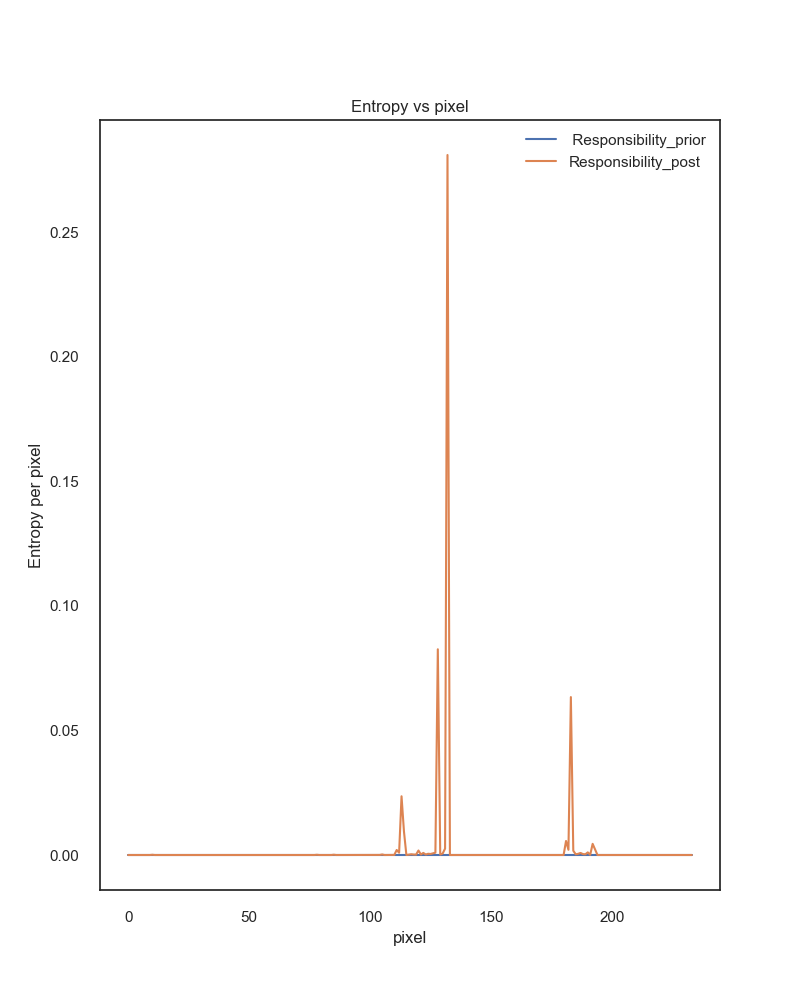 Entropy vs pixel
Responsibility_prior
Responsibility_post
0.25
0.20
0.15
0.10
0.05
0.00
Entropy per pixel
0 50 100 150 200
pixel